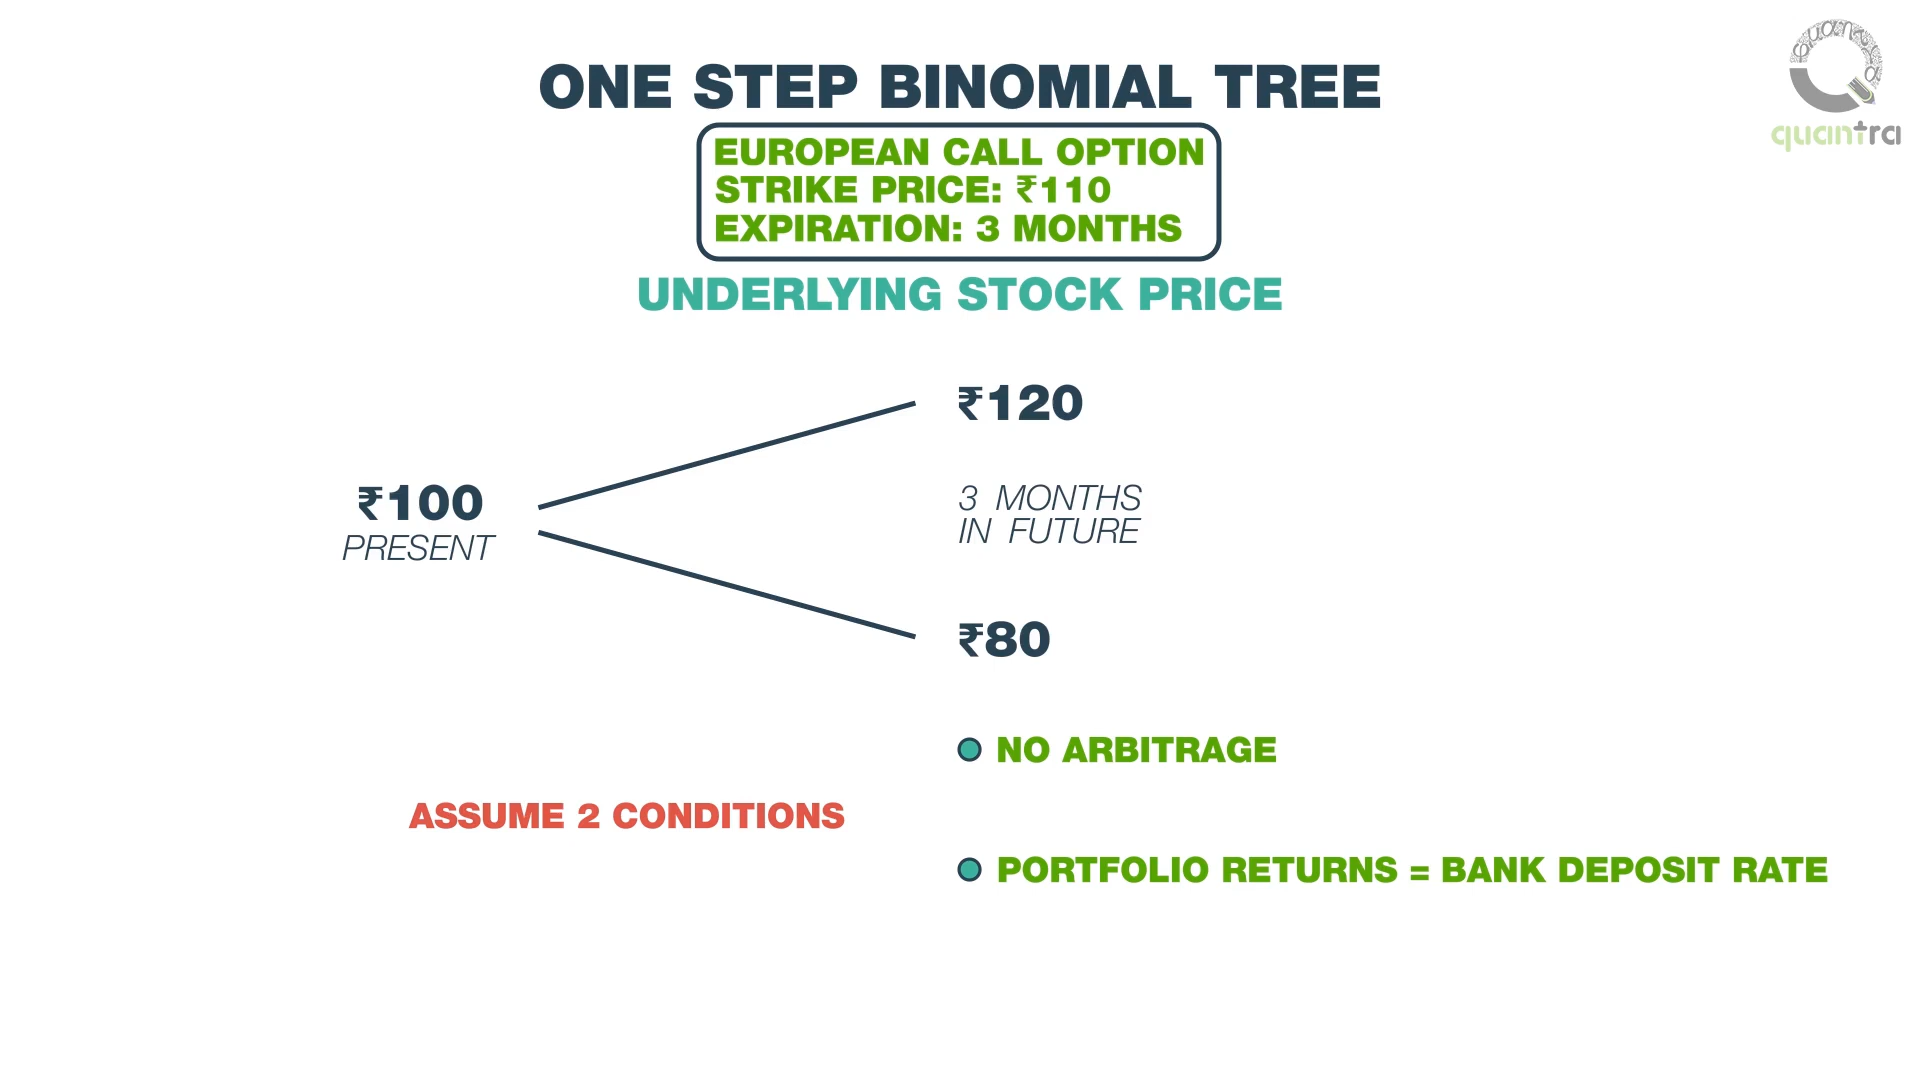 ONE STEP BINOMIAL TREE
quantra
EUROPEAN CALL OPTION
STRIKE PRICE: ₹110
EXPIRATION: 3 MONTHS
UNDERLYING STOCK PRICE
₹120
₹100
PRESENT
3 MONTHS
IN FUTURE
₹80
NO ARBITRAGE
ASSUME 2 CONDITIONS
PORTFOLIO RETURNS = BANK DEPOSIT RATE